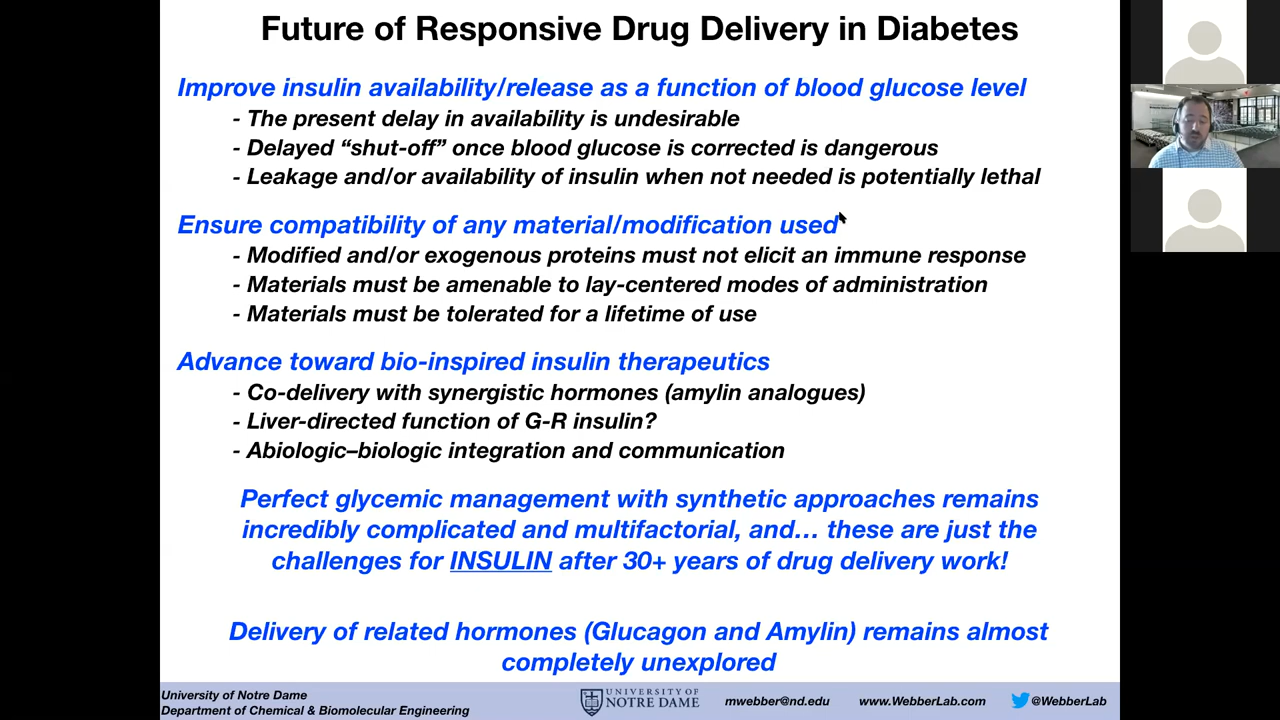 Future of Responsive Drug Delivery in Diabetes
Improve insulin availability/release as a function of blood glucose level
- The present delay in availability is undesirable
- Delayed “shut-off” once blood glucose is corrected is dangerous
- Leakage and/or availability of insulin when not needed is potentially lethal
Ensure compatibility of any material/modification used
- Modified and/or exogenous proteins must not elicit an immune response
- Materials must be amenable to lay-centered modes of administration
- Materials must be tolerated for a lifetime of use
Advance toward bio-inspired insulin therapeutics
- Co-delivery with synergistic hormones (amylin analogues)
- Liver-directed function of G-R insulin?
- Abiologic–biologic integration and communication
Perfect glycemic management with synthetic approaches remains
incredibly complicated and multifactorial, and… these are just the
challenges for INSULIN after 30+ years of drug delivery work!
Delivery of related hormones (Glucagon and Amylin) remains almost
completely unexplored
University of Notre Dame
Department of Chemical & Biomolecular Engineering
UNIVERSITY OF
NOTRE DAME
mwebber@nd.edu
www.WebberLab.com
@WebberLab